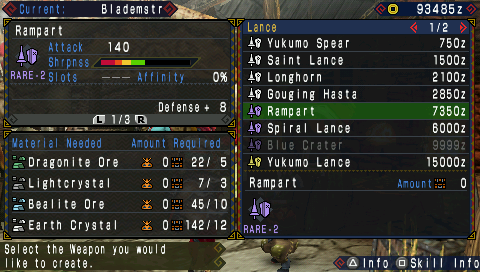 Current: Blademstr
93485z
Rampart
Attack 140
Shrpnss
RARE-2
Slots --- Affinity 0%
Defense+ 8
L 1/3 R
Material Needed Amount Required
Dragonite Ore 0 22/ 5
Lightcrystal 0 7/ 3
Bealite Ore 0 45/10
Earth Crystal 0 142/12
Select the Weapon you would
like to create.
Lance 1/2
Yukumo Spear 750z
Saint Lance 1500z
Longhorn 2100z
Gouging Hasta 2850z
Rampart 7350z
Spiral Lance 6000z
Blue Crater 9999z
Yukumo Lance 15000z
Rampart Amount 0
RARE-2
Info Skill Info